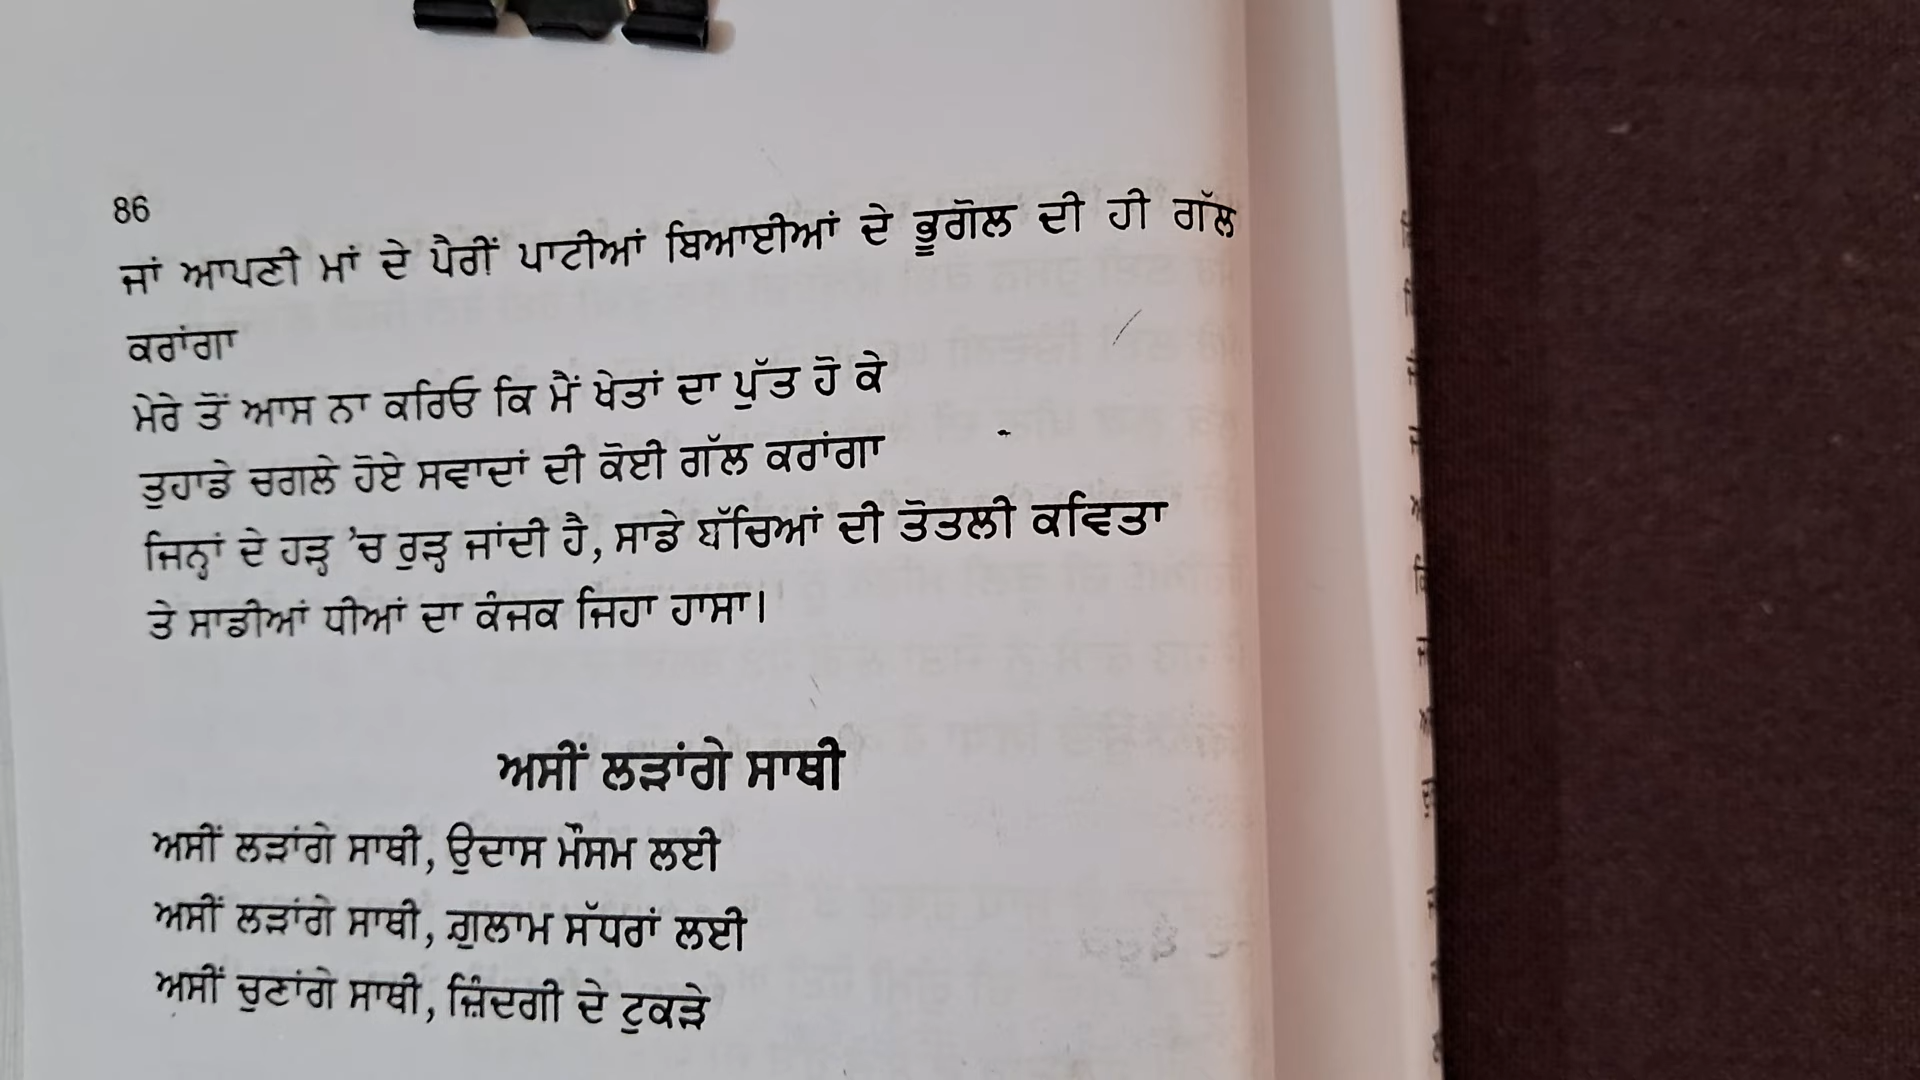 86
ਜਾਂ ਆਪਣੀ ਮਾਂ ਦੇ ਪੈਰੀਂ ਪਾਟੀਆਂ ਬਿਆਈਆਂ ਦੇ ਭੂਗੋਲ ਦੀ ਹੀ ਗੱਲ
ਕਰਾਂਗਾ
ਮੇਰੇ ਤੋਂ ਆਸ ਨਾ ਕਰਿਓ ਕਿ ਮੈਂ ਖੇਤਾਂ ਦਾ ਪੁੱਤ ਹੋ ਕੇ
ਤੁਹਾਡੇ ਚਗਲੇ ਹੋਏ ਸਵਾਦਾਂ ਦੀ ਕੋਈ ਗੱਲ ਕਰਾਂਗਾ
ਜਿਨ੍ਹਾਂ ਦੇ ਹੜ੍ਹ ’ਚ ਰੁੜ੍ਹ ਜਾਂਦੀ ਹੈ, ਸਾਡੇ ਬੱਚਿਆਂ ਦੀ ਤੋਤਲੀ ਕਵਿਤਾ
ਤੇ ਸਾਡੀਆਂ ਧੀਆਂ ਦਾ ਕੰਜਕ ਜਿਹਾ ਹਾਸਾ।
ਅਸੀਂ ਲੜਾਂਗੇ ਸਾਥੀ
ਅਸੀਂ ਲੜਾਂਗੇ ਸਾਥੀ, ਉਦਾਸ ਮੌਸਮ ਲਈ
ਅਸੀਂ ਲੜਾਂਗੇ ਸਾਥੀ, ਗ਼ੁਲਾਮ ਸੱਧਰਾਂ ਲਈ
ਅਸੀਂ ਚੁਣਾਂਗੇ ਸਾਥੀ, ਜ਼ਿੰਦਗੀ ਦੇ ਟੁਕੜੇ